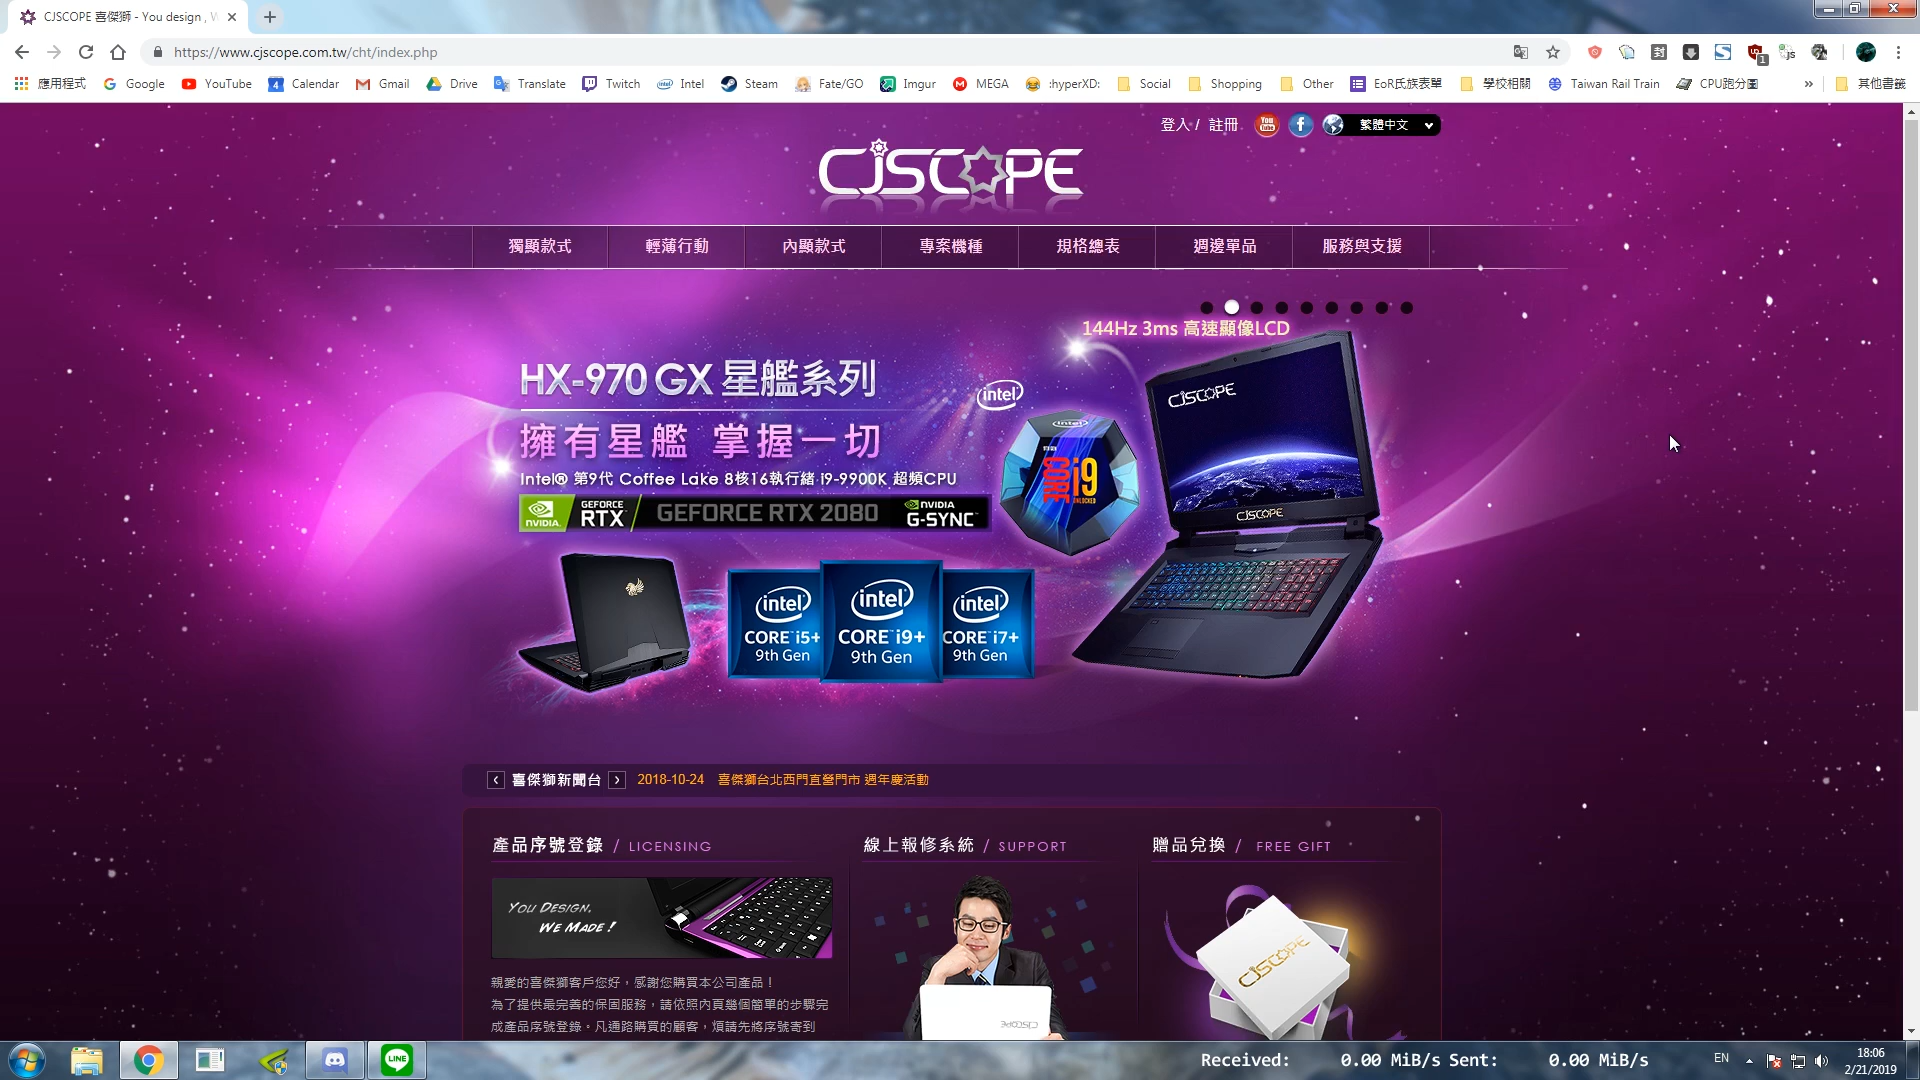 CJSCOPE 喜傑獅 - You design , W
https://www.cjscope.com.tw/cht/index.php
應用程式 Google YouTube Calendar Gmail Drive Translate Twitch Intel Steam Fate/GO Imgur MEGA :hyperXD: Social Shopping Other EoR氏族表單 學校相關 Taiwan Rail Train CPU跑分圖 » 其他書籤
登入 / 註冊 繁體中文
CJSCOPE
獨顯款式 輕薄行動 內顯款式 專案機種 規格總表 週邊單品 服務與支援
144Hz 3ms 高速顯像LCD
HX-970 GX 星艦系列
擁有星艦 掌握一切
Intel® 第9代 Coffee Lake 8核16執行緒 i9-9900K 超頻CPU
NVIDIA GEFORCE RTX GEFORCE RTX 2080 NVIDIA G-SYNC
intel
intel CORE i9 UNLOCKED
CJSCOPE
CJSCOPE
intel CORE i5+ 9th Gen
intel CORE i9+ 9th Gen
intel CORE i7+ 9th Gen
喜傑獅新聞台 2018-10-24 喜傑獅台北西門直營門市 週年慶活動
產品序號登錄 / LICENSING
線上報修系統 / SUPPORT
贈品兌換 / FREE GIFT
YOU DESIGN,
WE MADE !
CJSCOPE
CJSCOPE
親愛的喜傑獅客戶您好，感謝您購買本公司產品！
為了提供最完善的保固服務，請依照內頁幾個簡單的步驟完
成產品序號登錄。凡通路購買的顧客，煩請先將序號寄到
LINE
Received: 0.00 MiB/s Sent: 0.00 MiB/s
EN
18:06
2/21/2019